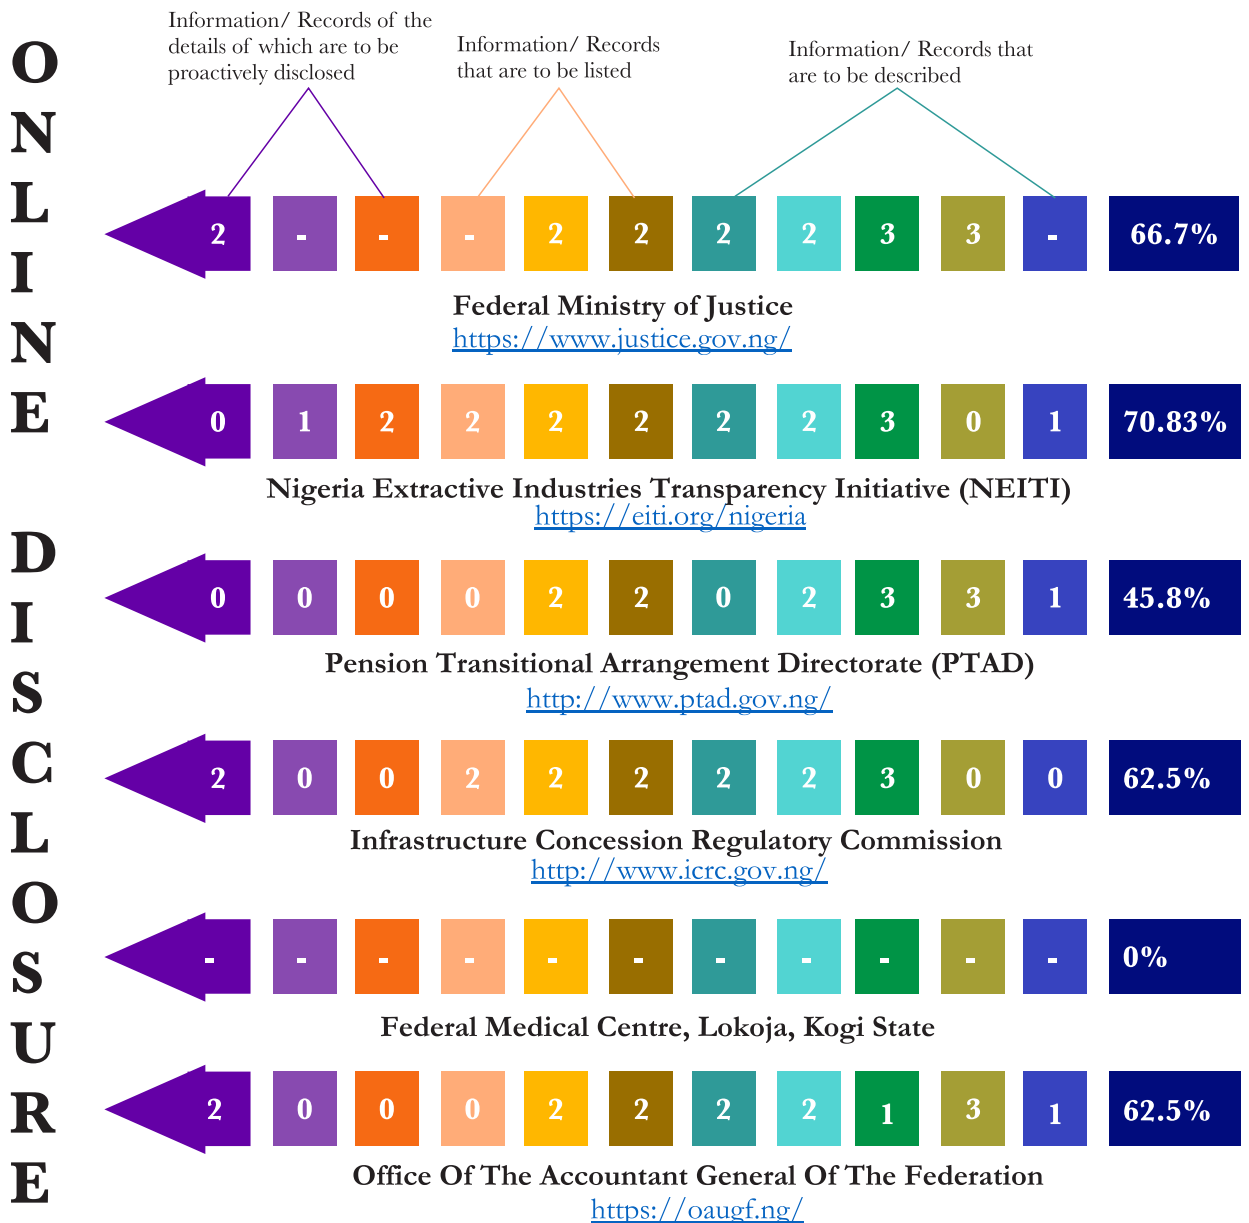 ONLINE DISCLOSURE
Information/ Records of the
details of which are to be
proactively disclosed
Information/ Records
that are to be listed
Information/ Records that
are to be described
2 - - - 2 2 2 2 3 3 - 66.7%
Federal Ministry of Justice
https://www.justice.gov.ng/
0 1 2 2 2 2 2 2 3 0 1 70.83%
Nigeria Extractive Industries Transparency Initiative (NEITI)
https://eiti.org/nigeria
0 0 0 0 2 2 0 2 3 3 1 45.8%
Pension Transitional Arrangement Directorate (PTAD)
http://www.ptad.gov.ng/
2 0 0 2 2 2 2 2 3 0 0 62.5%
Infrastructure Concession Regulatory Commission
http://www.icrc.gov.ng/
- - - - - - - - - - - 0%
Federal Medical Centre, Lokoja, Kogi State
2 0 0 0 2 2 2 2 1 3 1 62.5%
Office Of The Accountant General Of The Federation
https://oaugf.ng/